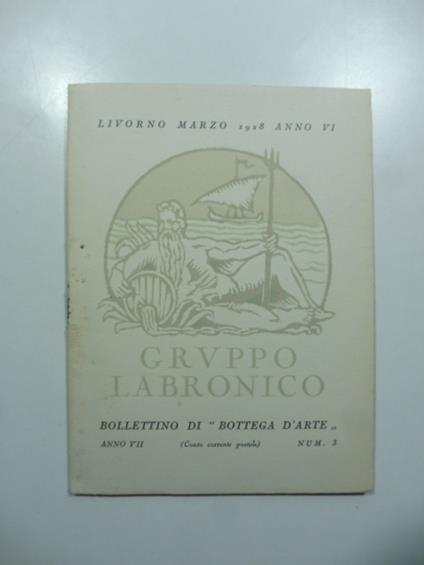 LIVORNO MARZO 1928 ANNO VI
GRVPPO
LABRONICO
BOLLETTINO DI " BOTTEGA D'ARTE „
ANNO VII (Conto corrente postale) NUM. 3